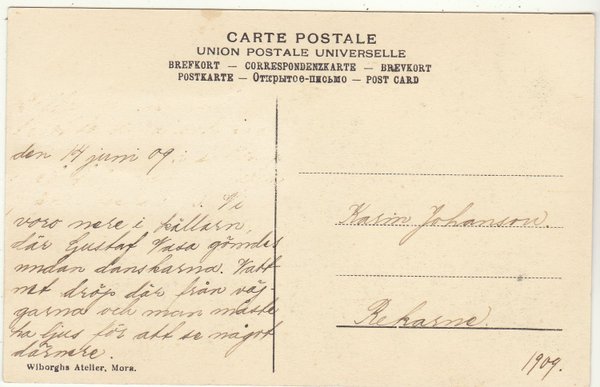 CARTE POSTALE
UNION POSTALE UNIVERSELLE
BREFKORT — CORRESPONDENZKARTE — BREVKORT
POSTKARTE — Открытое-письмо — POST CARD
den 14 juni 09.
Vi
voro nere i källarn,
där Gustaf Vasa gömdes
undan danskarna. Vatt-
net dröp där från väg-
garna och man måste
ha ljus för att se något
därnere.
Wiborghs Atelier, Mora.
Karin Johanson.
Rekarne.
1909.